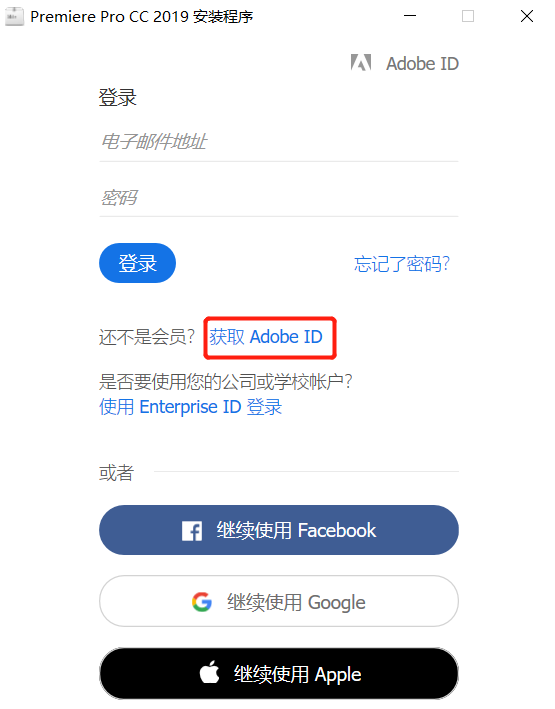 Premiere Pro CC 2019 安装程序
Adobe ID
登录
电子邮件地址
密码
登录
忘记了密码?
还不是会员? 获取 Adobe ID
是否要使用您的公司或学校帐户?
使用 Enterprise ID 登录
或者
继续使用 Facebook
继续使用 Google
继续使用 Apple